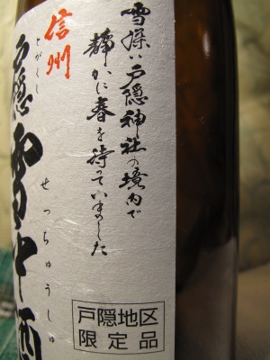 雪深い戸隠神社の境内で
静かに春を待っていました
信州
とがくし
戸隠雪中酒
せっちゅうしゅ
戸隠地区
限定品